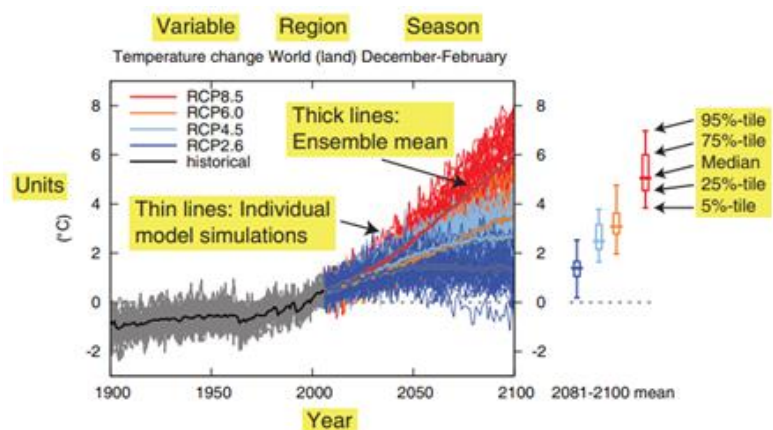 Variable Region Season
Temperature change World (land) December-February
RCP8.5
RCP6.0
RCP4.5
RCP2.6
historical
Thick lines:
Ensemble mean
Thin lines: Individual
model simulations
Units
(°C)
8
6
4
2
0
-2
1900 1950 2000 2050 2100
Year
8
6
4
2
0
-2
2081-2100 mean
95%-tile
75%-tile
Median
25%-tile
5%-tile